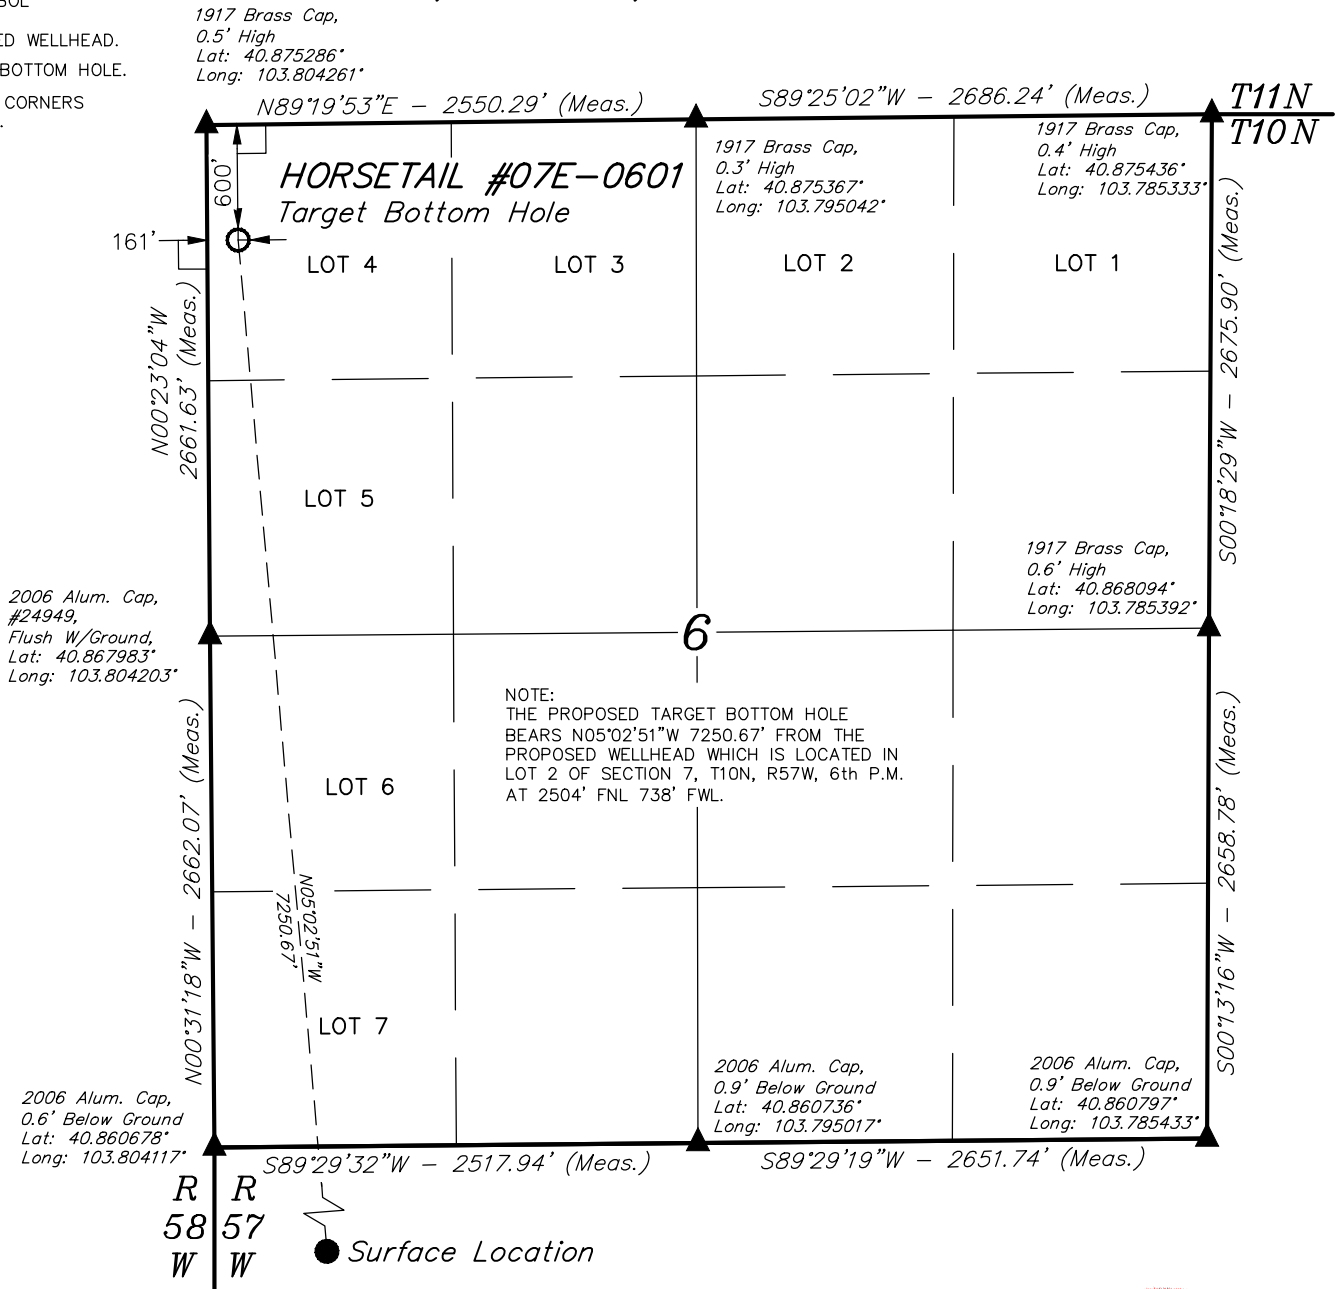 BOL
ED WELLHEAD.
BOTTOM HOLE.
CORNERS
1917 Brass Cap,
0.5' High
Lat: 40.875286°
Long: 103.804261°
N89°19'53"E - 2550.29' (Meas.)
S89°25'02"W - 2686.24' (Meas.)
T11N
T10N
600'
HORSETAIL #07E-0601
Target Bottom Hole
1917 Brass Cap,
0.3' High
Lat: 40.875367°
Long: 103.795042°
1917 Brass Cap,
0.4' High
Lat: 40.875436°
Long: 103.785333°
161'
LOT 4
LOT 3
LOT 2
LOT 1
N00°23'04"W
2661.63' (Meas.)
S00°18'29"W - 2675.90' (Meas.)
LOT 5
1917 Brass Cap,
0.6' High
Lat: 40.868094°
Long: 103.785392°
2006 Alum. Cap,
#24949,
Flush W/Ground,
Lat: 40.867983°
Long: 103.804203°
6
NOTE:
THE PROPOSED TARGET BOTTOM HOLE
BEARS N05°02'51"W 7250.67' FROM THE
PROPOSED WELLHEAD WHICH IS LOCATED IN
LOT 2 OF SECTION 7, T10N, R57W, 6th P.M.
AT 2504' FNL 738' FWL.
LOT 6
N00°31'18"W - 2662.07' (Meas.)
N05°02'51"W
7250.67'
S00°13'16"W - 2658.78' (Meas.)
LOT 7
2006 Alum. Cap,
0.6' Below Ground
Lat: 40.860678°
Long: 103.804117°
2006 Alum. Cap,
0.9' Below Ground
Lat: 40.860736°
Long: 103.795017°
2006 Alum. Cap,
0.9' Below Ground
Lat: 40.860797°
Long: 103.785433°
S89°29'32"W - 2517.94' (Meas.)
S89°29'19"W - 2651.74' (Meas.)
R R
58 57
W W
Surface Location